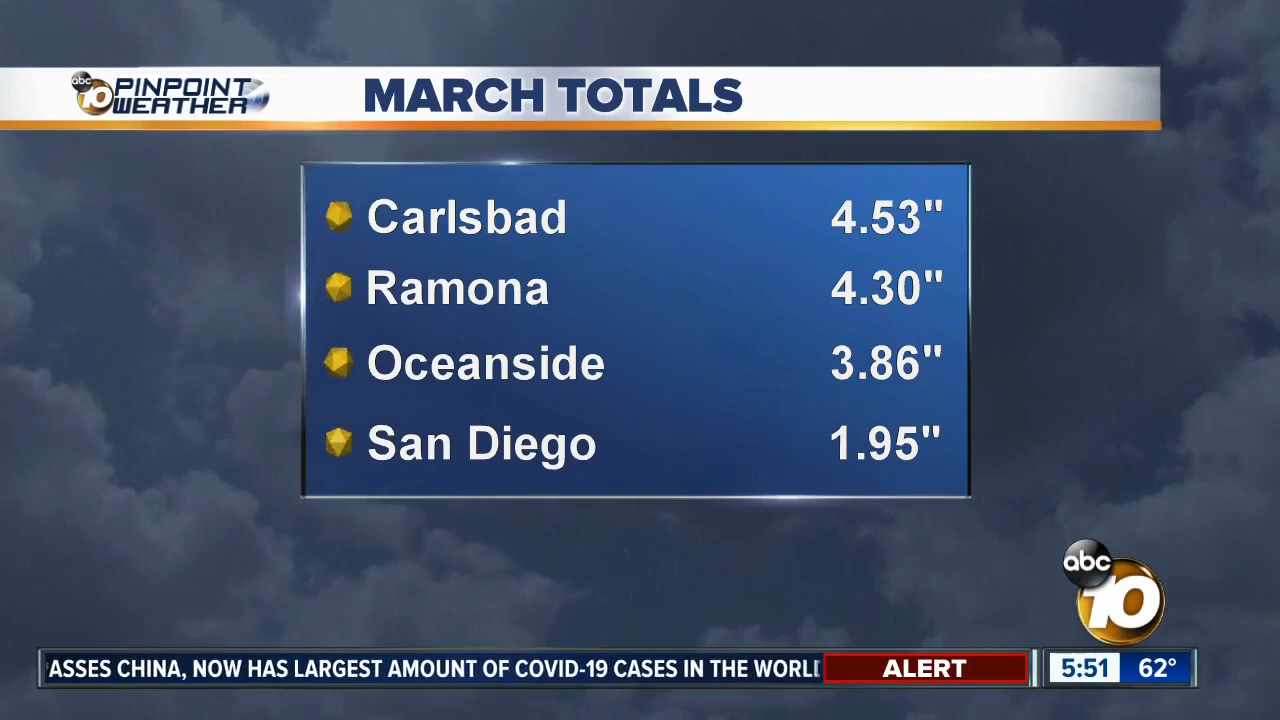 abc 10 PINPOINT WEATHER
MARCH TOTALS
Carlsbad 4.53"
Ramona 4.30"
Oceanside 3.86"
San Diego 1.95"
abc 10
ASSES CHINA, NOW HAS LARGEST AMOUNT OF COVID-19 CASES IN THE WORL
ALERT
5:51 62°